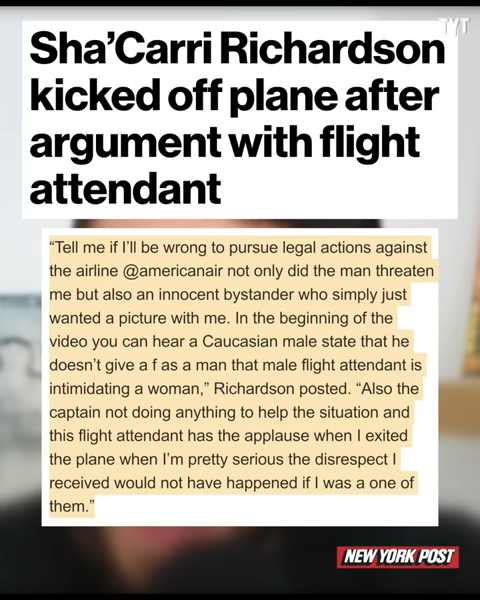 TYT
Sha'Carri Richardson
kicked off plane after
argument with flight
attendant
“Tell me if I’ll be wrong to pursue legal actions against
the airline @americanair not only did the man threaten
me but also an innocent bystander who simply just
wanted a picture with me. In the beginning of the
video you can hear a Caucasian male state that he
doesn’t give a f as a man that male flight attendant is
intimidating a woman,” Richardson posted. “Also the
captain not doing anything to help the situation and
this flight attendant has the applause when I exited
the plane when I’m pretty serious the disrespect I
received would not have happened if I was a one of
them.”
NEW YORK POST